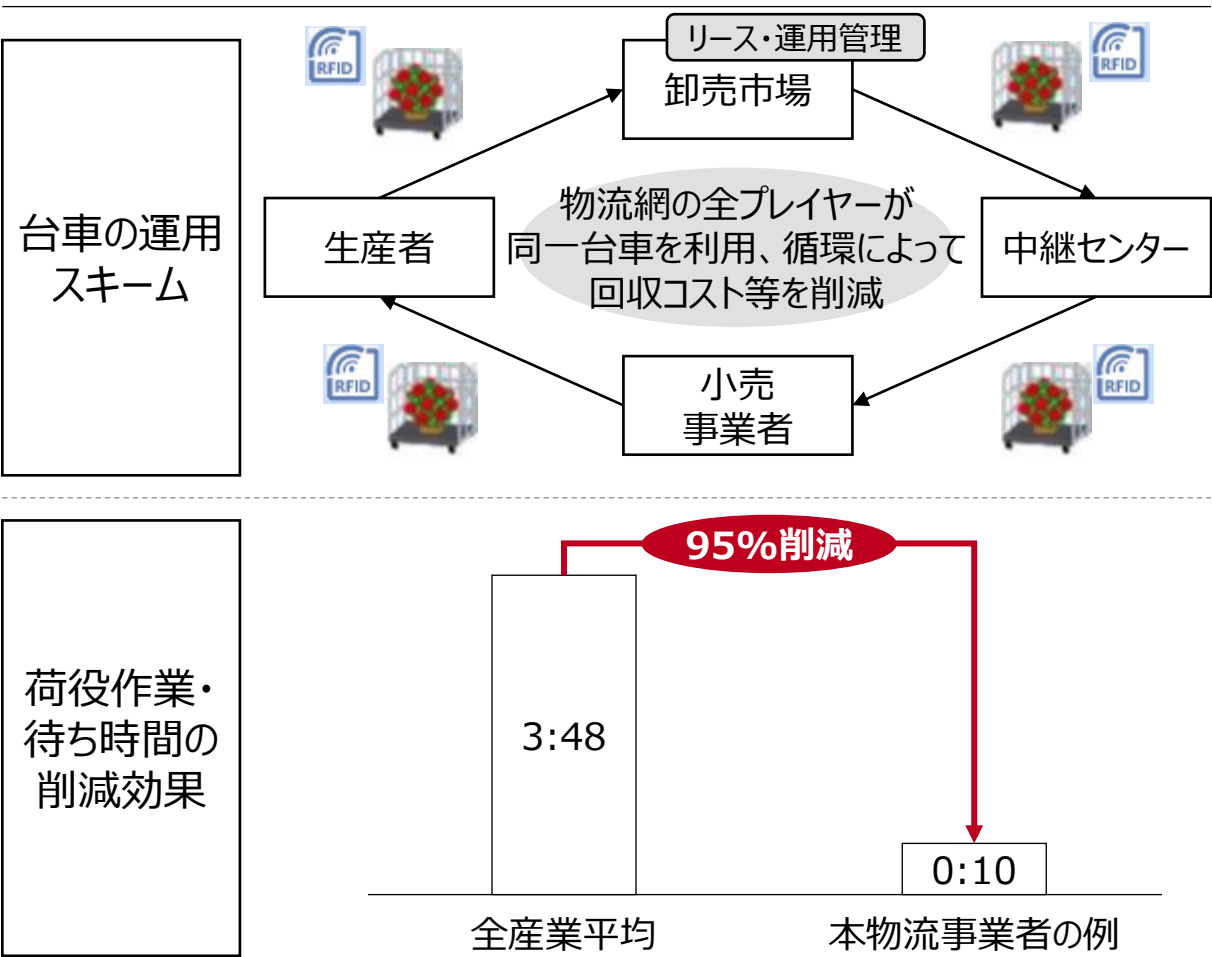 台車の運用
スキーム
RFID
RFID
リース・運用管理
卸売市場
生産者
物流網の全プレイヤーが
同一台車を利用、循環によって
回収コスト等を削減
中継センター
RFID
RFID
小売
事業者
荷役作業・
待ち時間の
削減効果
95%削減
3:48
0:10
全産業平均
本物流事業者の例